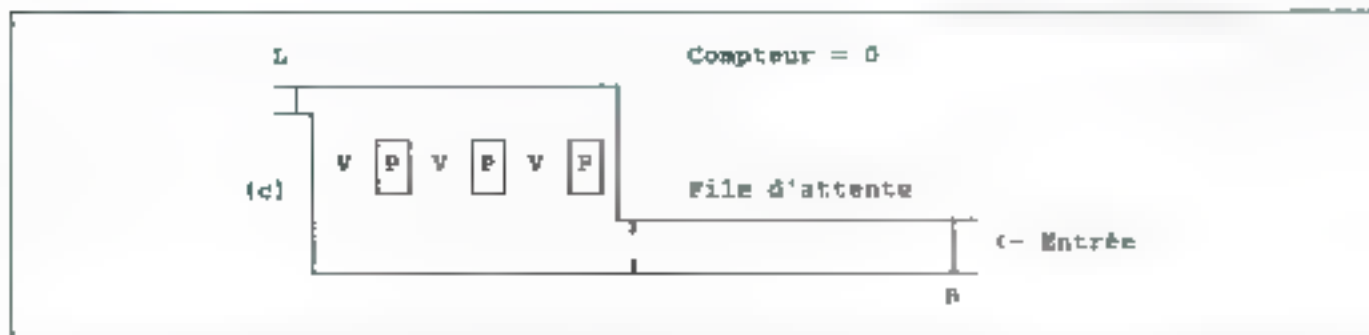 L Compteur = 0
V P V P V P
(c) File d'attente
<- Entrée
R